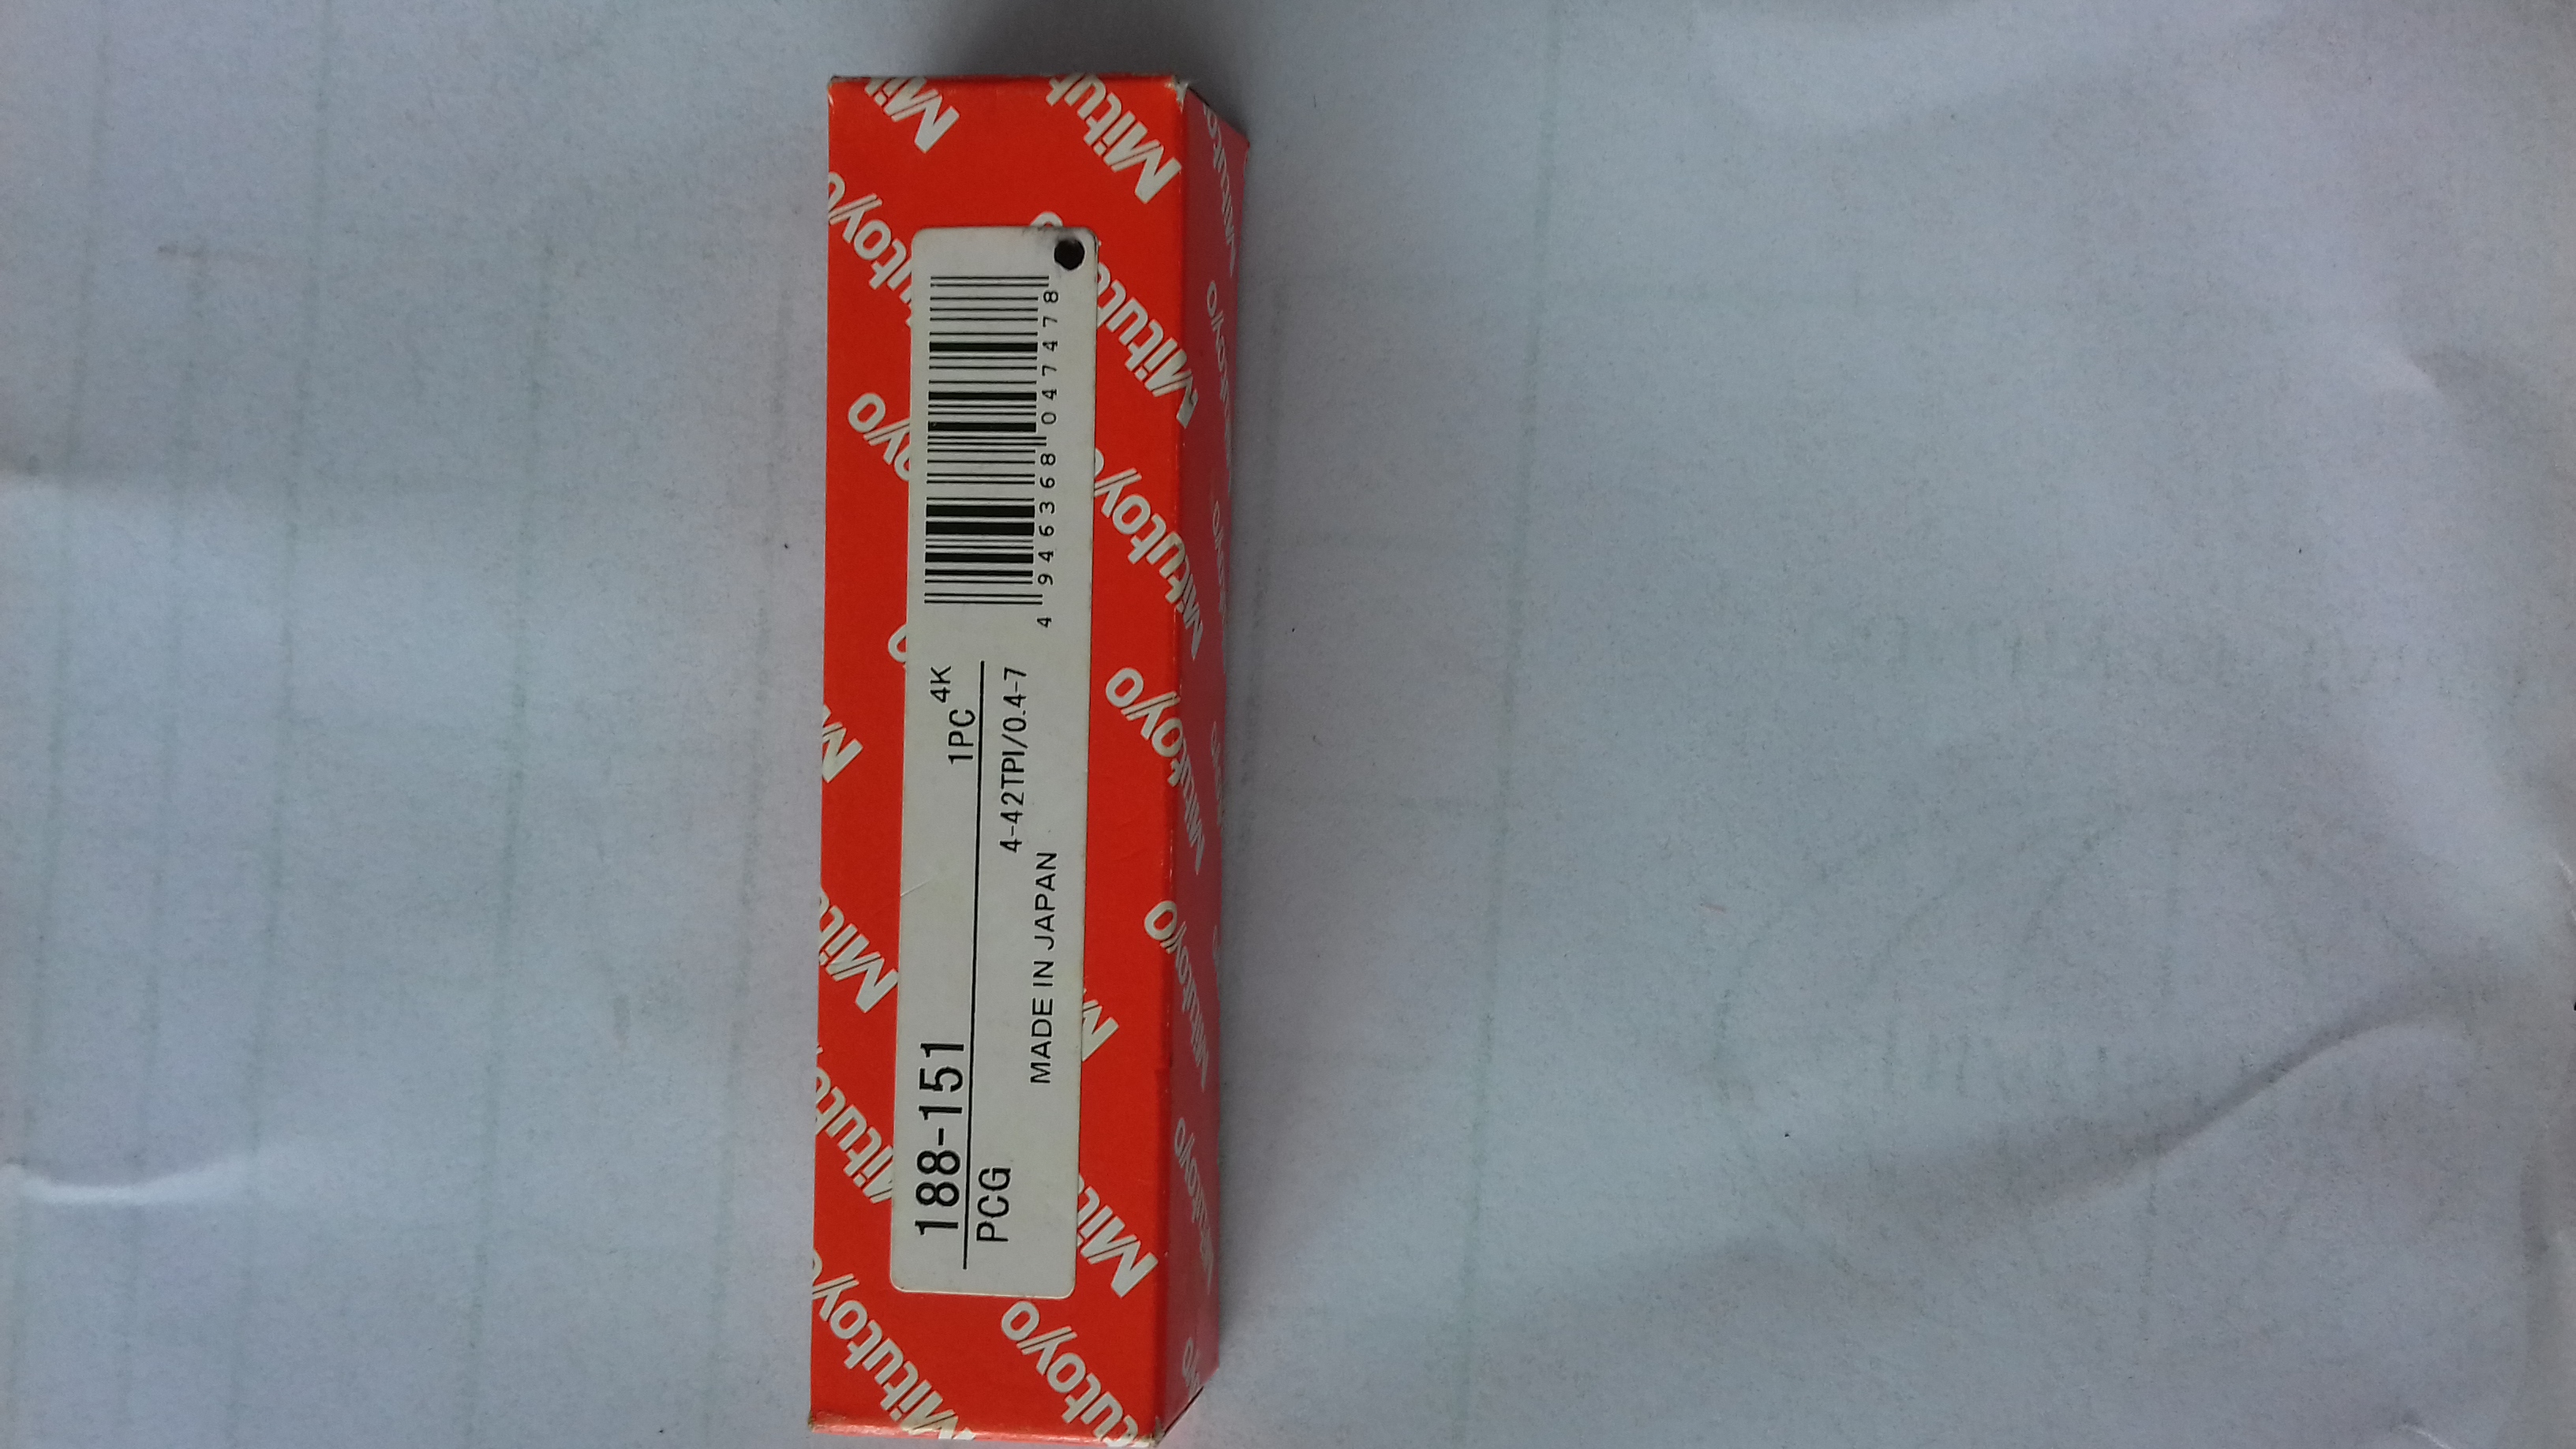 Mitutoyo
188-151
1PC 4K
PCG
4-42TPI/0.4-7
MADE IN JAPAN
4 946368 047478